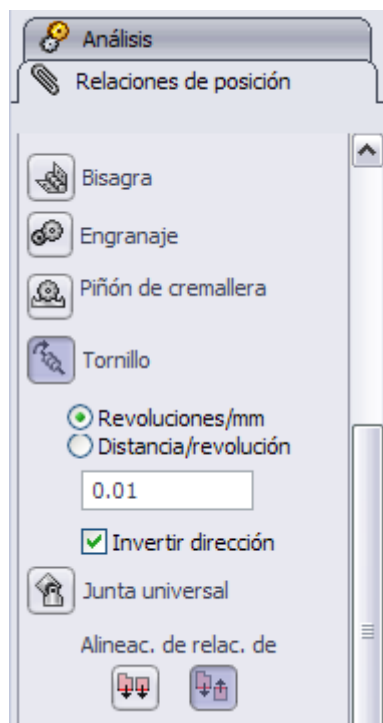 Análisis
Relaciones de posición
Bisagra
Engranaje
Piñón de cremallera
Tornillo
Revoluciones/mm
Distancia/revolución
0.01
Invertir dirección
Junta universal
Alineac. de relac. de